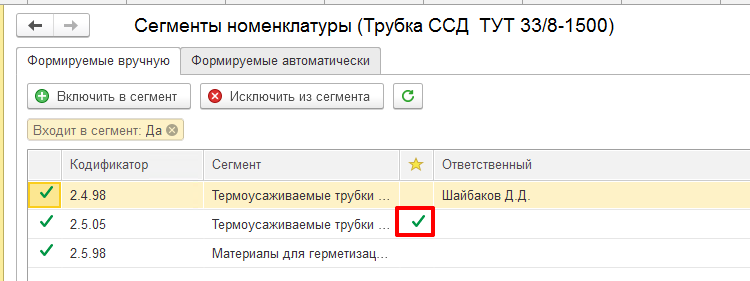 Сегменты номенклатуры (Трубка ССД  ТУТ 33/8-1500)
Формируемые вручную Формируемые автоматически
Включить в сегмент Исключить из сегмента
Входит в сегмент: Да
Кодификатор Сегмент Ответственный
2.4.98 Термоусаживаемые трубки ... Шайбаков Д.Д.
2.5.05 Термоусаживаемые трубки ...
2.5.98 Материалы для герметизац...